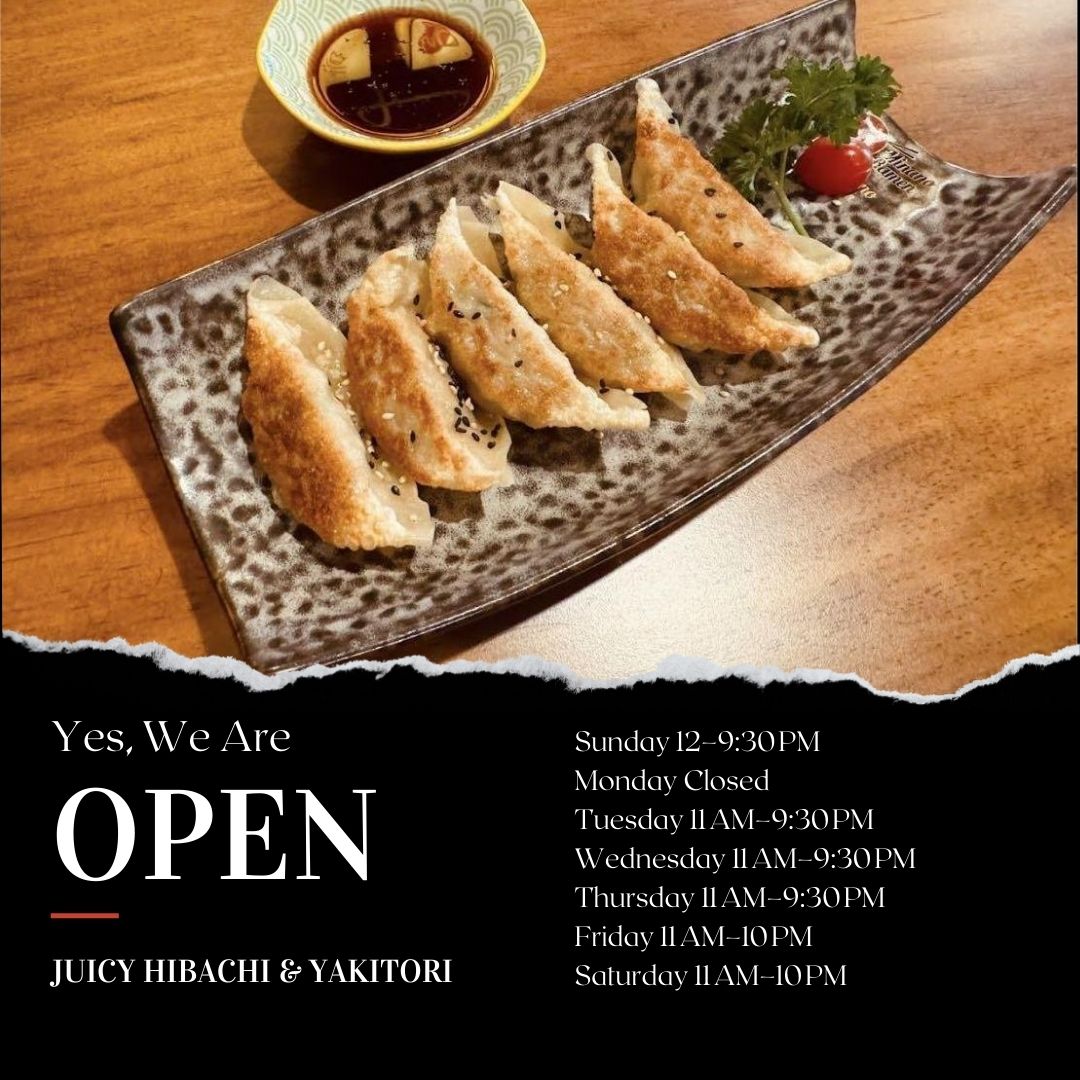 Yes, We Are
OPEN
JUICY HIBACHI & YAKITORI
Sunday 12–9:30 PM
Monday Closed
Tuesday 11 AM–9:30 PM
Wednesday 11 AM–9:30 PM
Thursday 11 AM–9:30 PM
Friday 11 AM–10 PM
Saturday 11 AM–10 PM